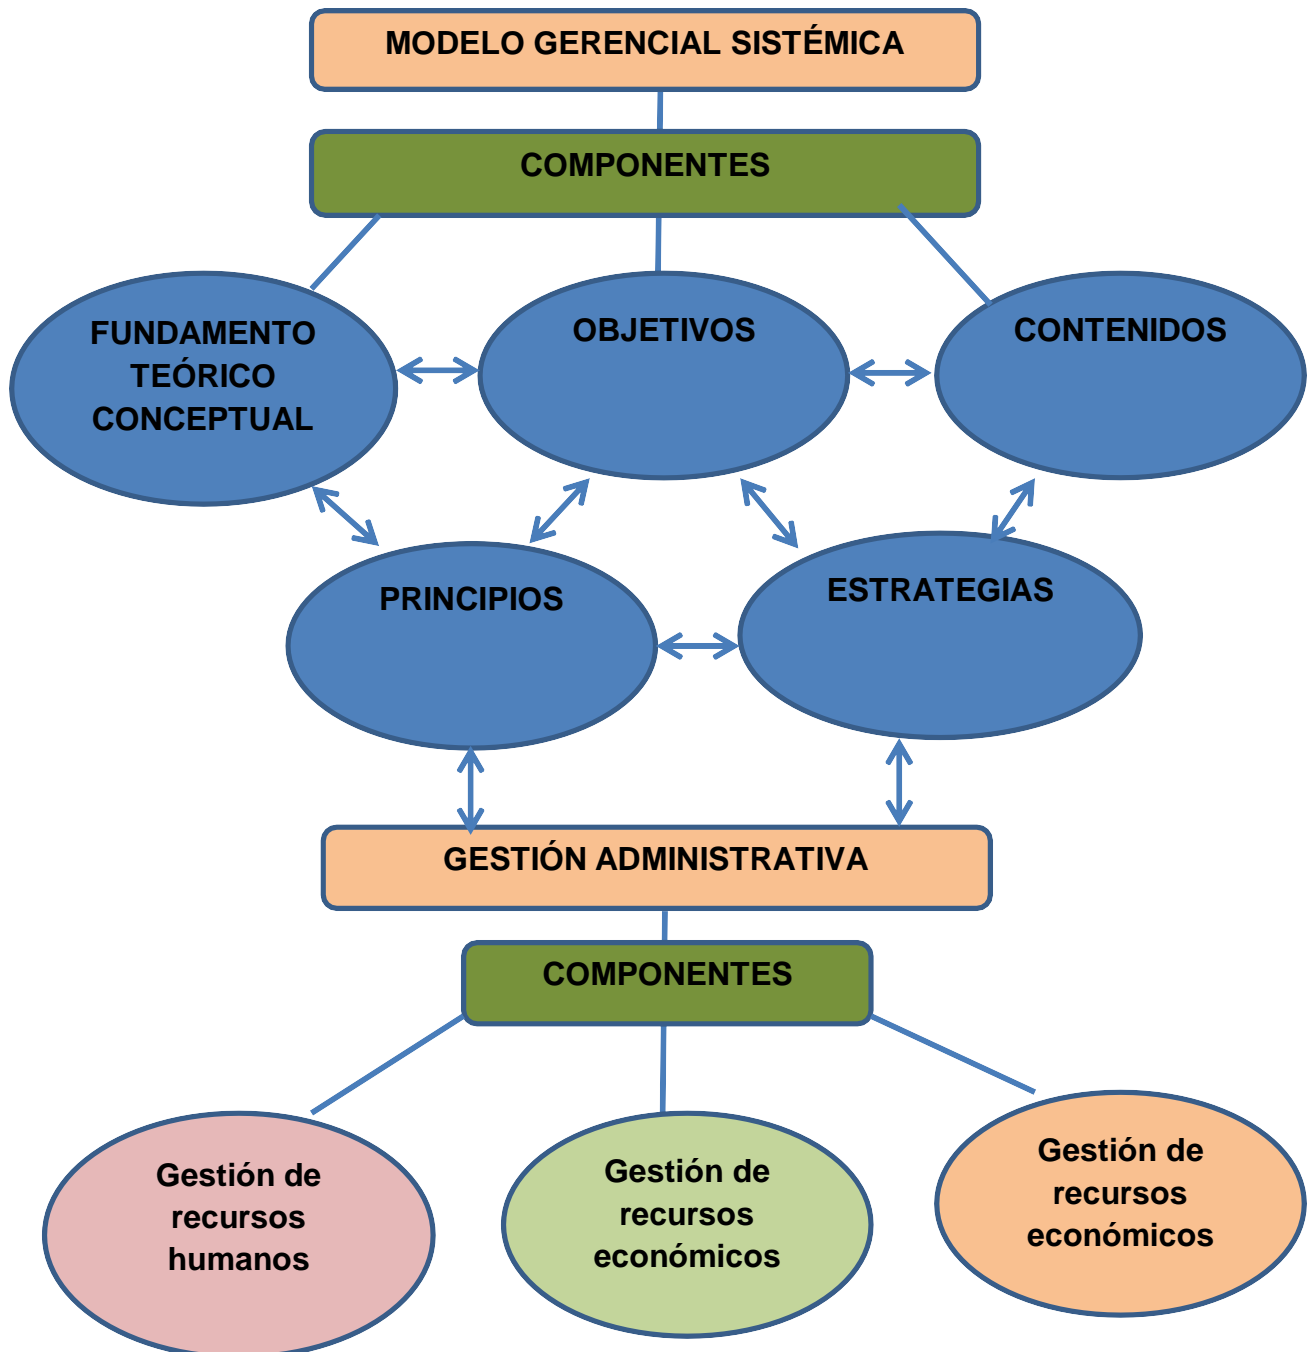 MODELO GERENCIAL SISTÉMICA
COMPONENTES
FUNDAMENTO
TEÓRICO
CONCEPTUAL
OBJETIVOS
CONTENIDOS
PRINCIPIOS
ESTRATEGIAS
GESTIÓN ADMINISTRATIVA
COMPONENTES
Gestión de
recursos
humanos
Gestión de
recursos
económicos
Gestión de
recursos
económicos